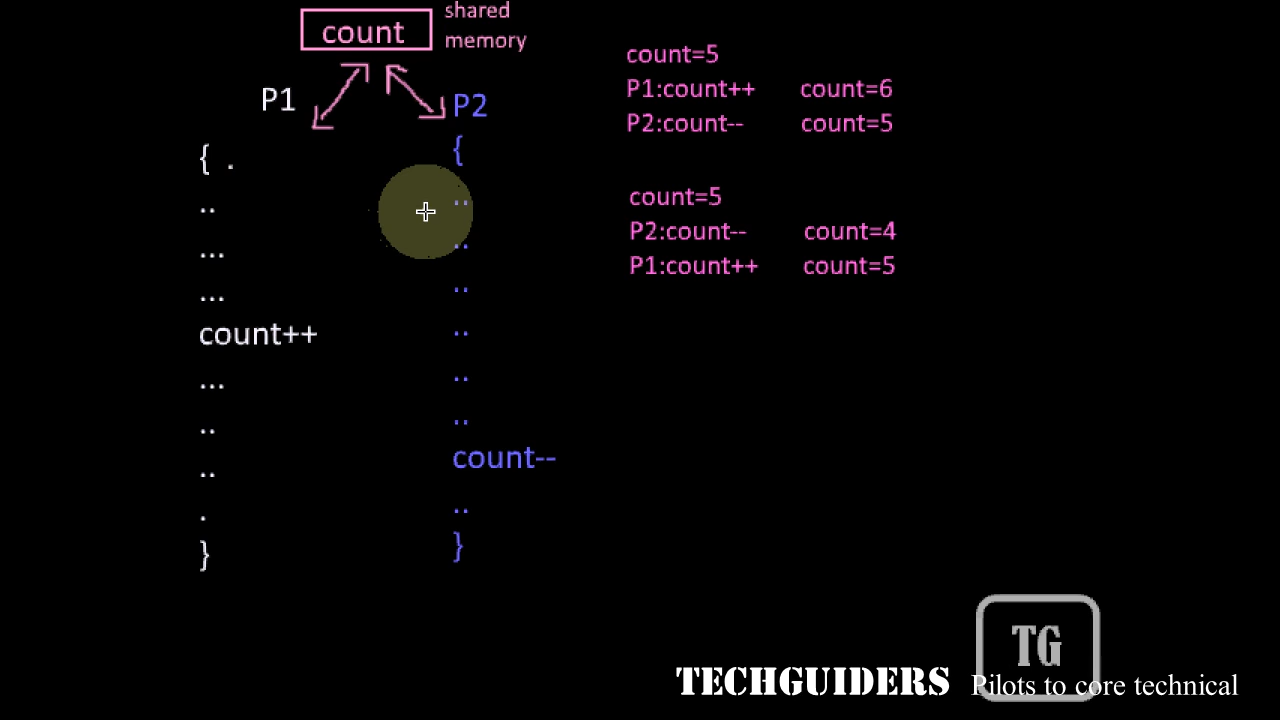 count
shared
memory
P1
{ .
..
...
...
count++
...
..
..
.
}
P2
{
..
..
..
..
..
..
count--
..
}
count=5
P1:count++ count=6
P2:count-- count=5
count=5
P2:count-- count=4
P1:count++ count=5
TG
TECHGUIDERS Pilots to core technical